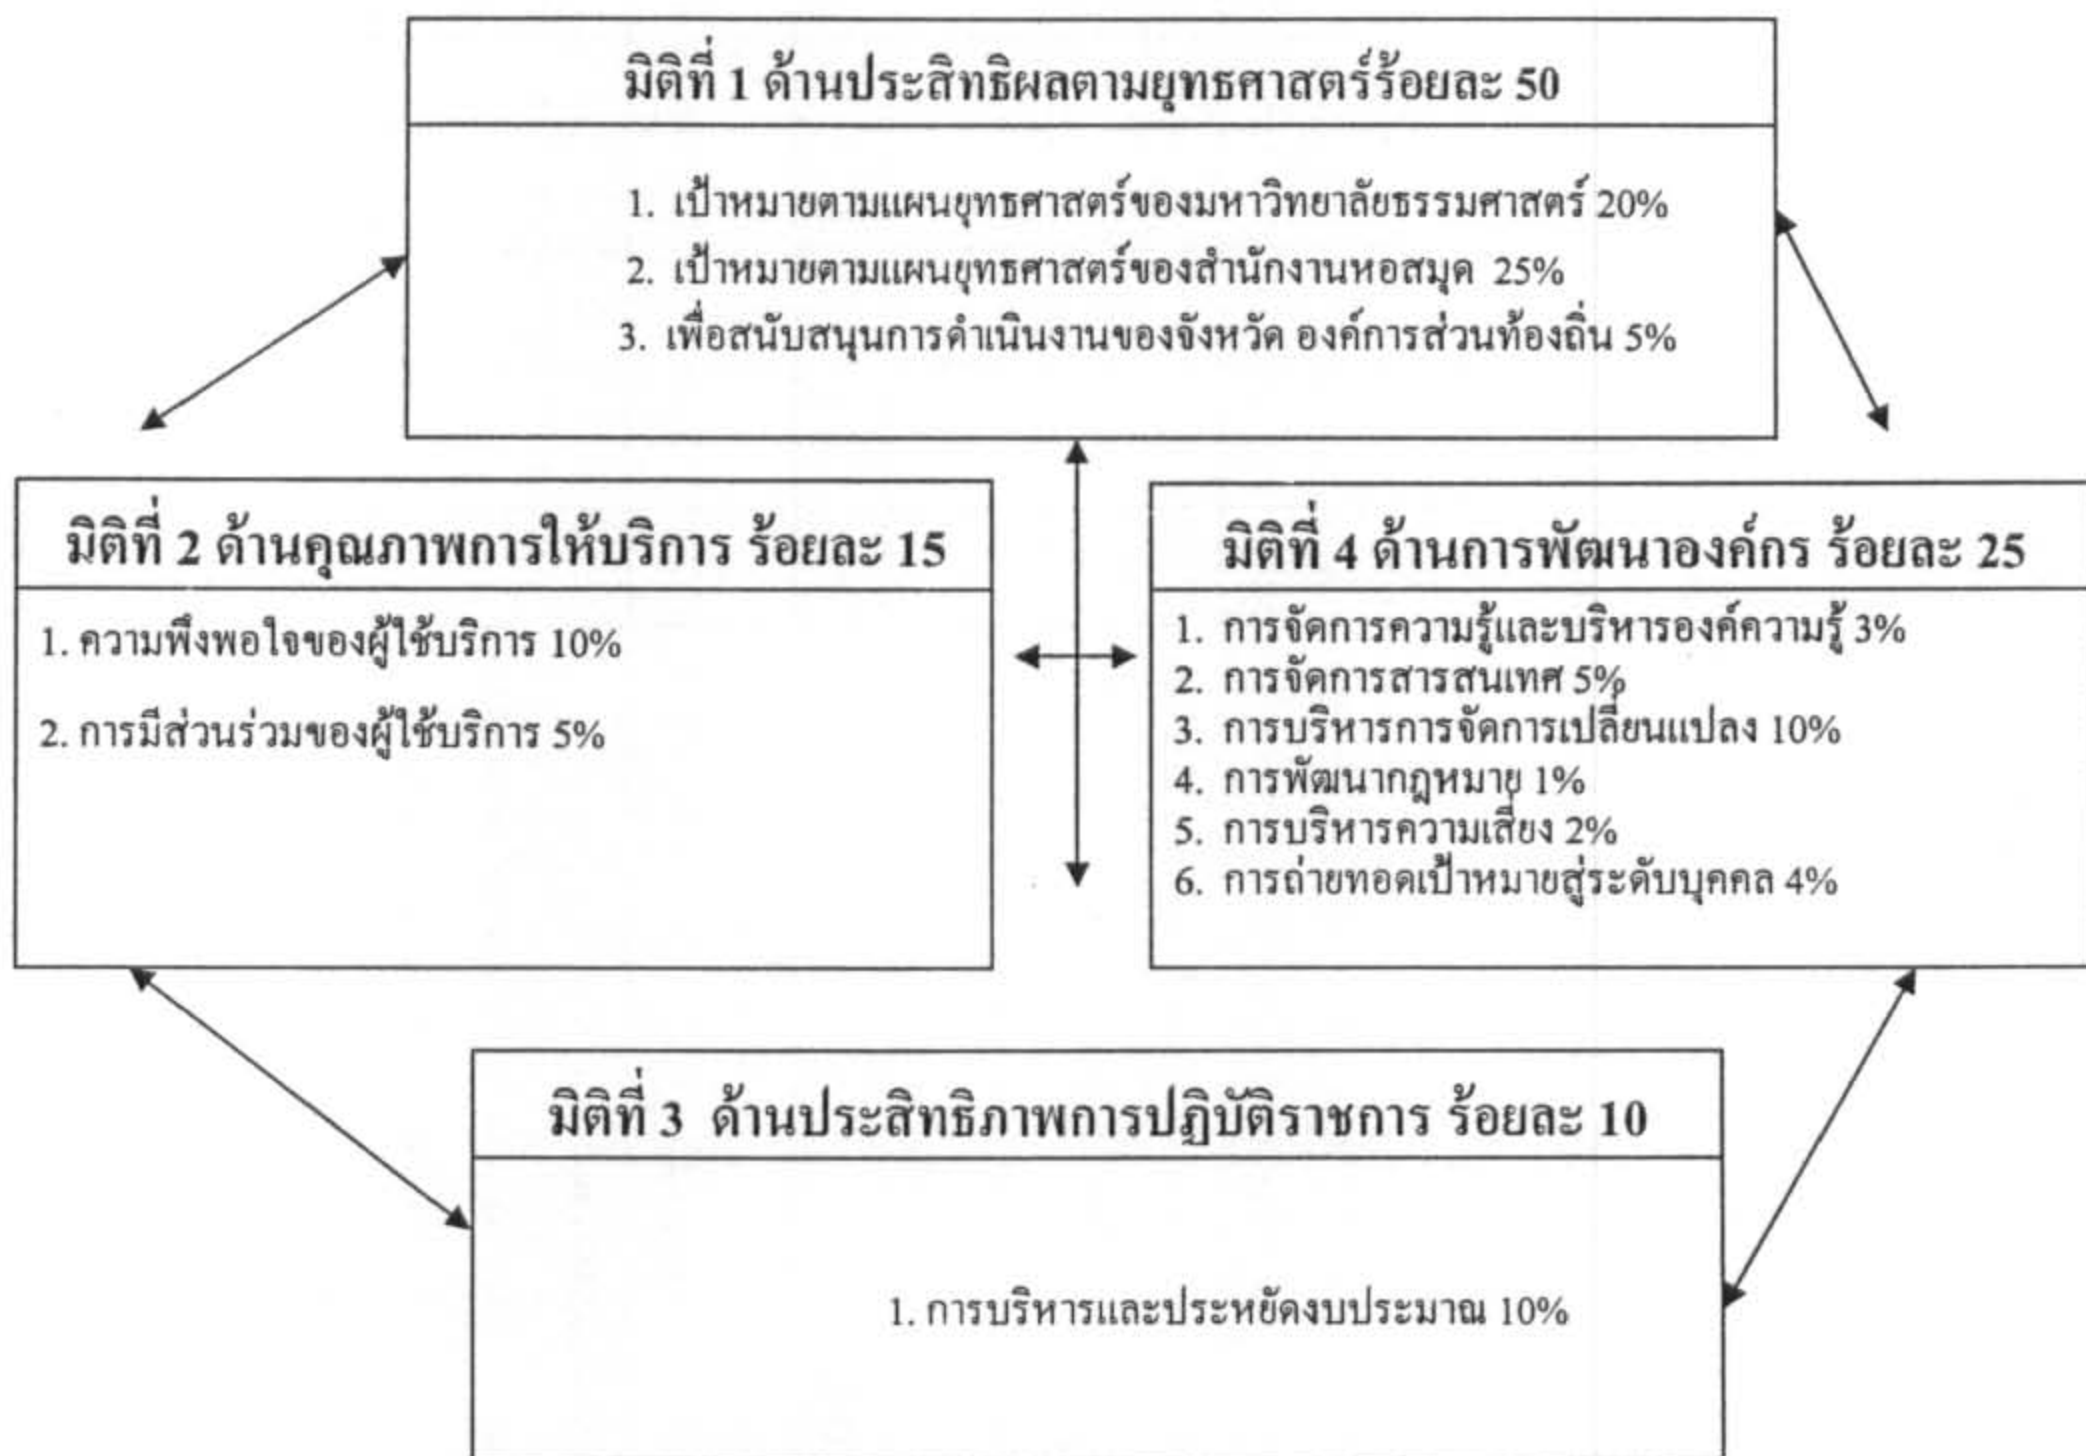 มิติที่ 1 ด้านประสิทธิผลตามยุทธศาสตร์ร้อยละ 50
1. เป้าหมายตามแผนยุทธศาสตร์ของมหาวิทยาลัยธรรมศาสตร์ 20%
2. เป้าหมายตามแผนยุทธศาสตร์ของสำนักงานหอสมุด 25%
3. เพื่อสนับสนุนการดำเนินงานของจังหวัด องค์การส่วนท้องถิ่น 5%
มิติที่ 2 ด้านคุณภาพการให้บริการ ร้อยละ 15
1. ความพึงพอใจของผู้ใช้บริการ 10%
2. การมีส่วนร่วมของผู้ใช้บริการ 5%
มิติที่ 4 ด้านการพัฒนาองค์กร ร้อยละ 25
1. การจัดการความรู้และบริหารองค์ความรู้ 3%
2. การจัดการสารสนเทศ 5%
3. การบริหารการจัดการเปลี่ยนแปลง 10%
4. การพัฒนากฎหมาย 1%
5. การบริหารความเสี่ยง 2%
6. การถ่ายทอดเป้าหมายสู่ระดับบุคคล 4%
มิติที่ 3 ด้านประสิทธิภาพการปฏิบัติราชการ ร้อยละ 10
1. การบริหารและประหยัดงบประมาณ 10%